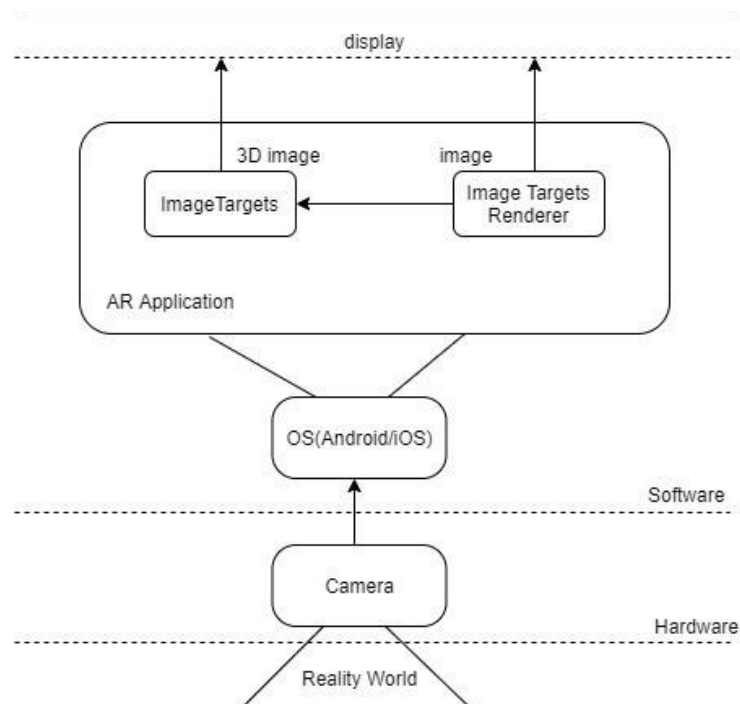 display
3D image
image
ImageTargets
Image Targets
Renderer
AR Application
OS(Android/iOS)
Software
Camera
Hardware
Reality World